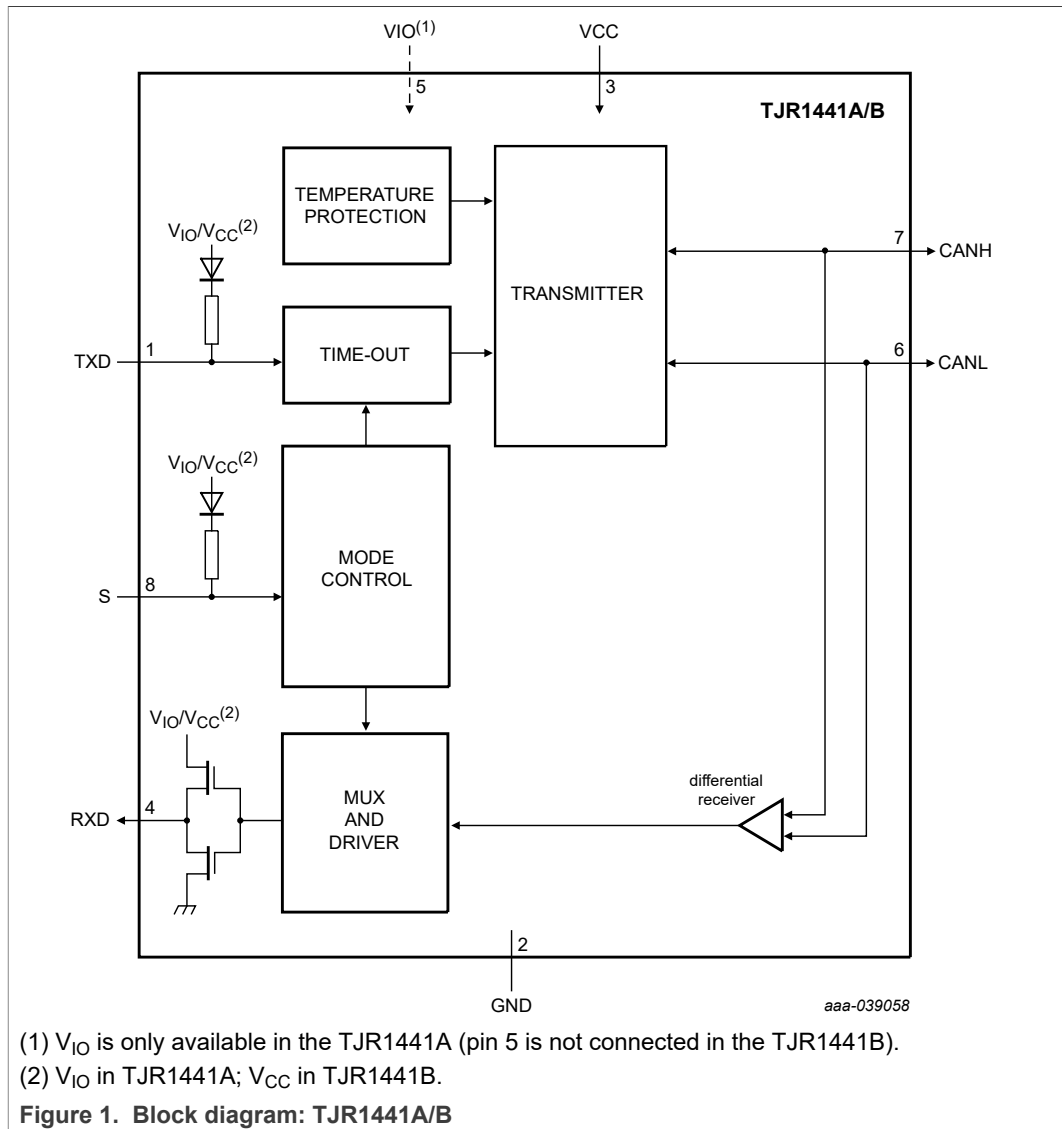 VIO(1)
VCC
5
3
TJR1441A/B
TEMPERATURE
PROTECTION
VIO/VCC(2)
7
CANH
TRANSMITTER
TXD
1
TIME-OUT
6
CANL
VIO/VCC(2)
MODE
CONTROL
S
8
VIO/VCC(2)
differential
receiver
RXD
4
MUX
AND
DRIVER
2
GND
aaa-039058
(1) VIO is only available in the TJR1441A (pin 5 is not connected in the TJR1441B).
(2) VIO in TJR1441A; VCC in TJR1441B.
Figure 1. Block diagram: TJR1441A/B